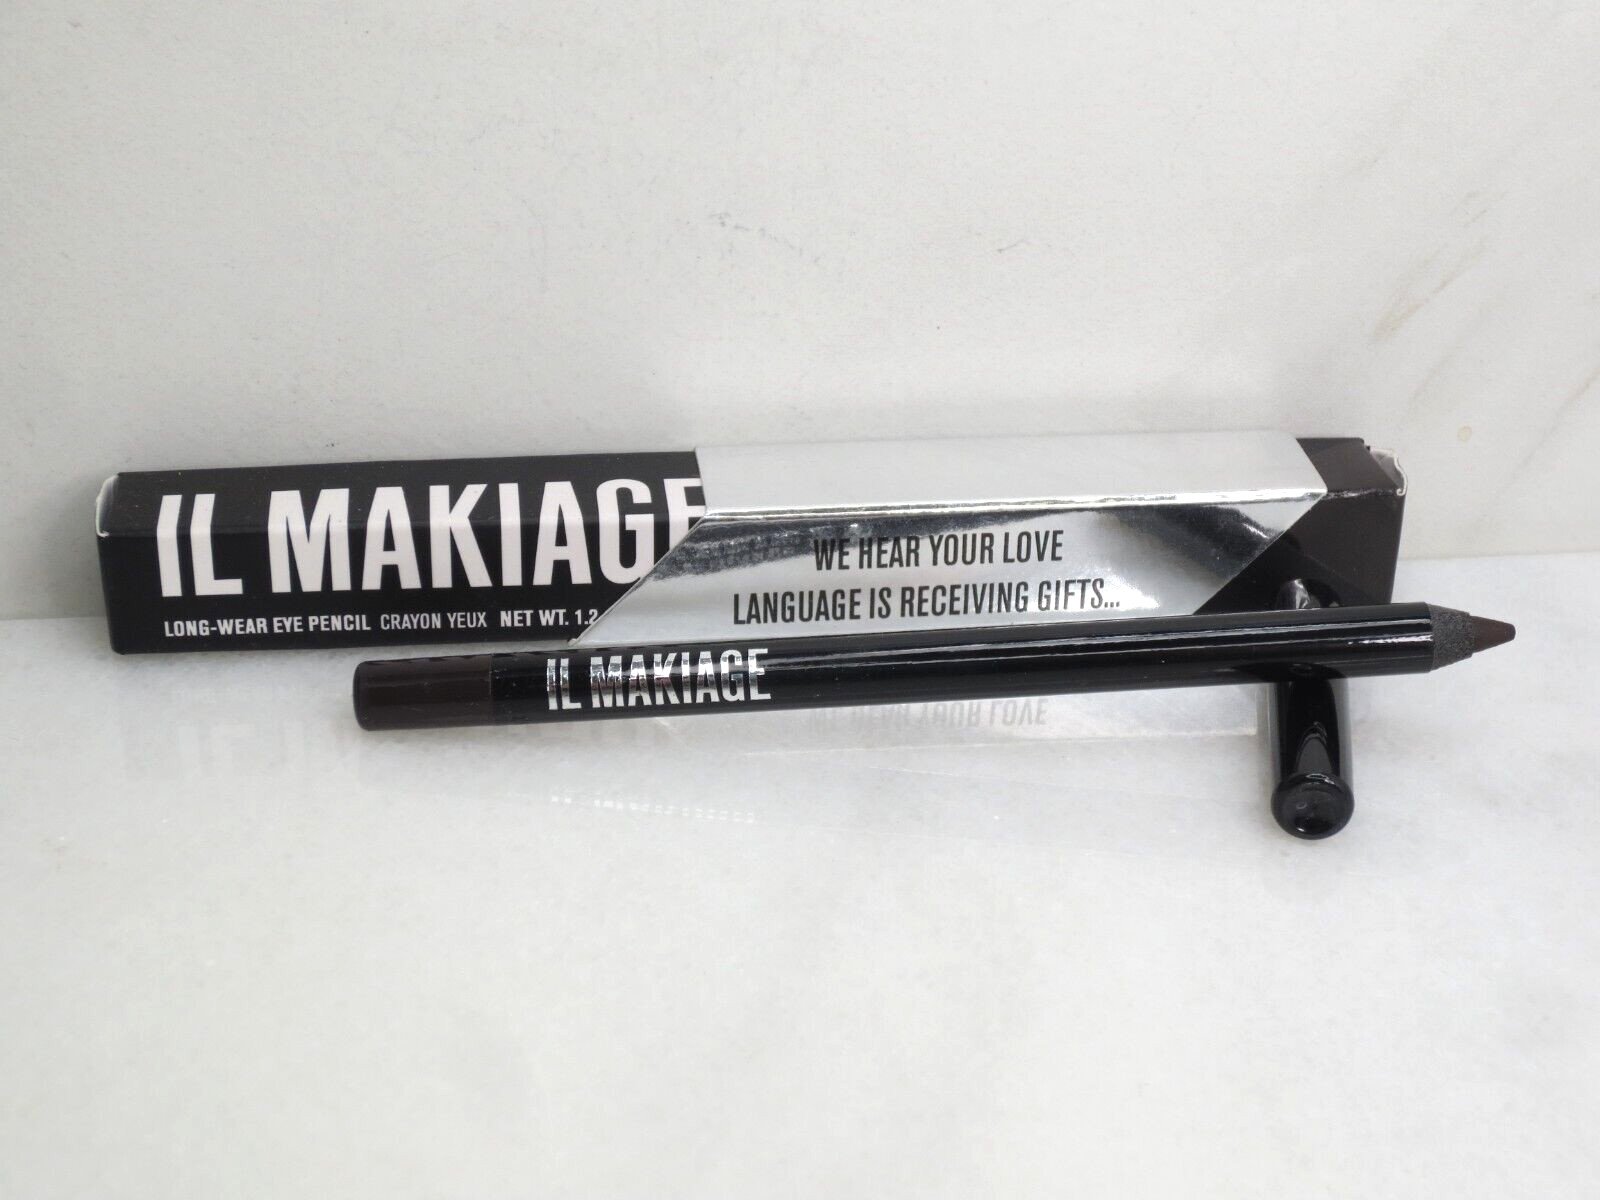 IL MAKIAGE
LONG-WEAR EYE PENCIL CRAYON YEUX NET WT. 1.2
WE HEAR YOUR LOVE
LANGUAGE IS RECEIVING GIFTS...
IL MAKIAGE